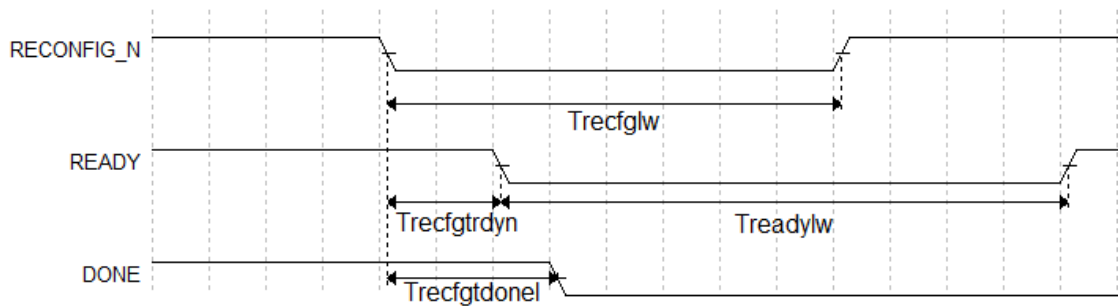 RECONFIG_N
Trecfglw
READY
Trecfgtrdyn
Treadylw
DONE
Trecfgtdonel